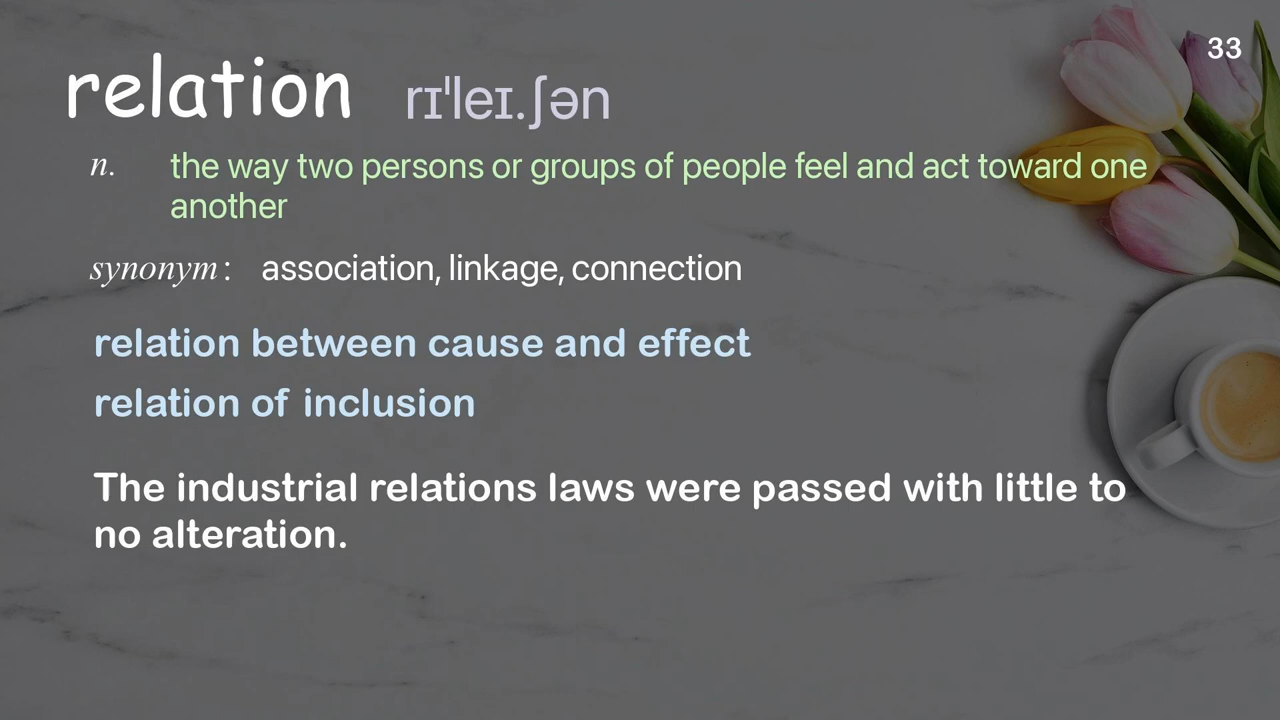 33
relation rɪˈleɪ.ʃən
n. the way two persons or groups of people feel and act toward one
another
synonym: association, linkage, connection
relation between cause and effect
relation of inclusion
The industrial relations laws were passed with little to
no alteration.